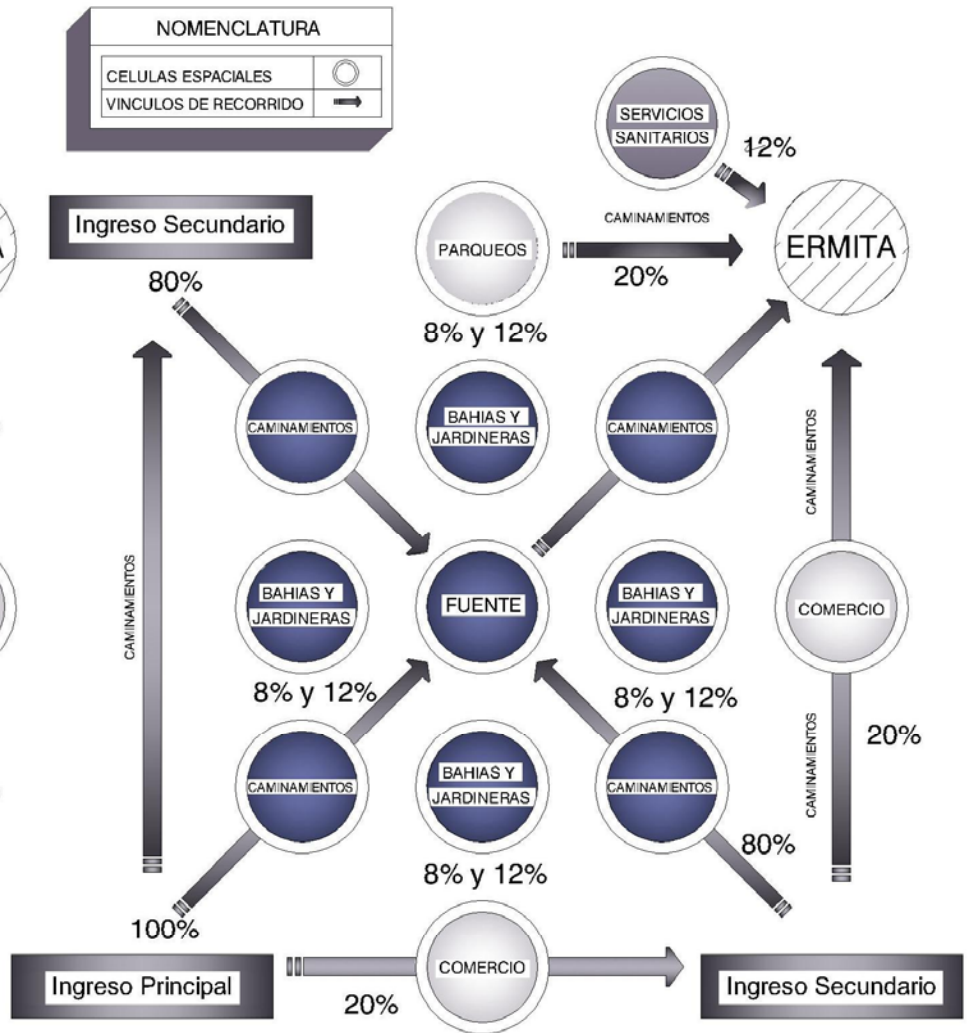 NOMENCLATURA
CELULAS ESPACIALES
VINCULOS DE RECORRIDO
SERVICIOS
SANITARIOS
12%
Ingreso Secundario
80%
PARQUEOS
8% y 12%
CAMINAMIENTOS
20%
ERMITA
A
CAMINAMIENTOS
BAHIAS Y
JARDINERAS
CAMINAMIENTOS
CAMINAMIENTOS
CAMINAMIENTOS
BAHIAS Y
JARDINERAS
8% y 12%
FUENTE
BAHIAS Y
JARDINERAS
8% y 12%
COMERCIO
CAMINAMIENTOS
20%
CAMINAMIENTOS
BAHIAS Y
JARDINERAS
8% y 12%
CAMINAMIENTOS
80%
100%
Ingreso Principal
20%
COMERCIO
Ingreso Secundario